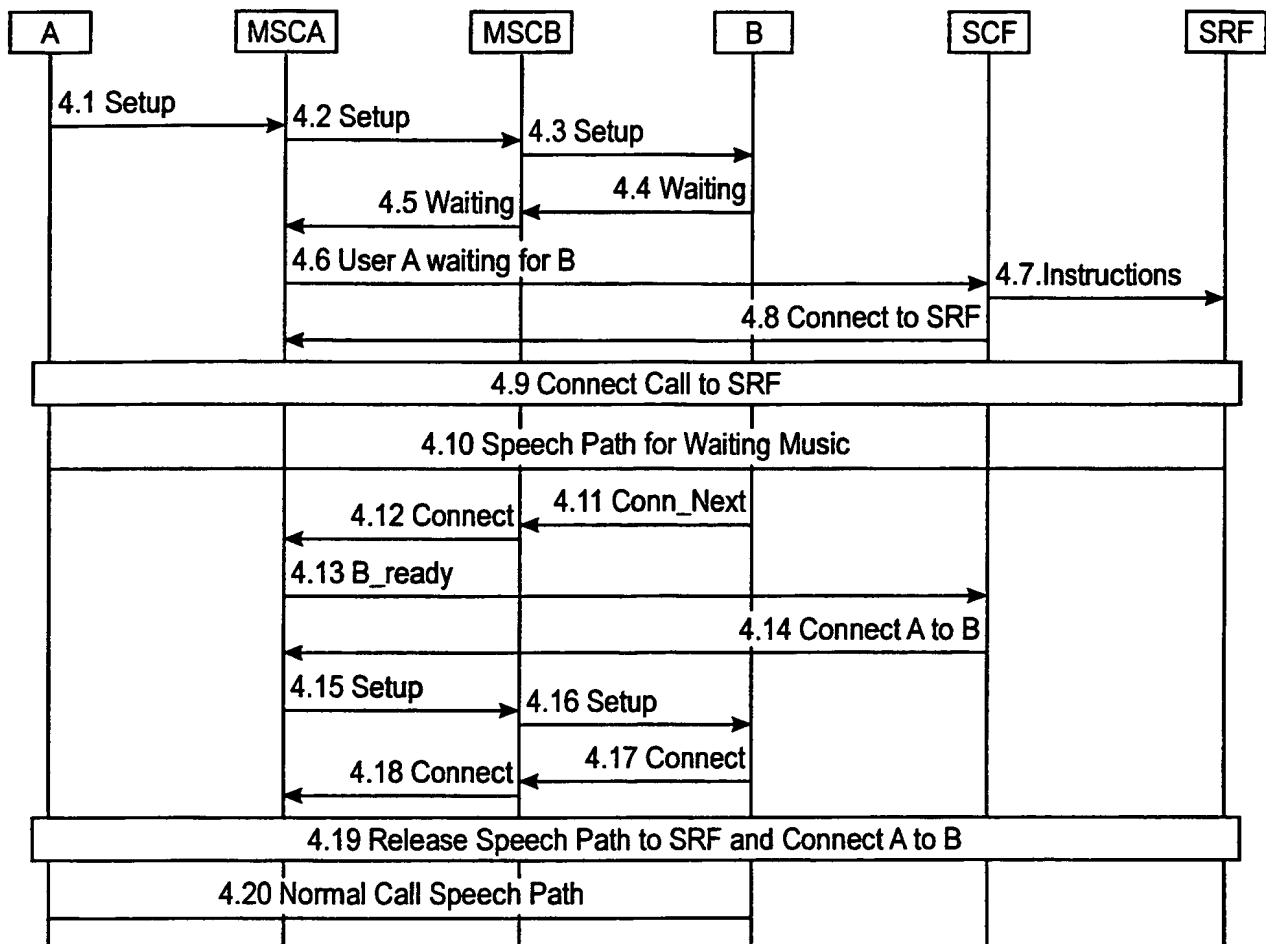 A MSCA MSCB B SCF SRF
4.1 Setup
4.2 Setup
4.3 Setup
4.4 Waiting
4.5 Waiting
4.6 User A waiting for B
4.7.Instructions
4.8 Connect to SRF
4.9 Connect Call to SRF
4.10 Speech Path for Waiting Music
4.11 Conn_Next
4.12 Connect
4.13 B_ready
4.14 Connect A to B
4.15 Setup
4.16 Setup
4.17 Connect
4.18 Connect
4.19 Release Speech Path to SRF and Connect A to B
4.20 Normal Call Speech Path